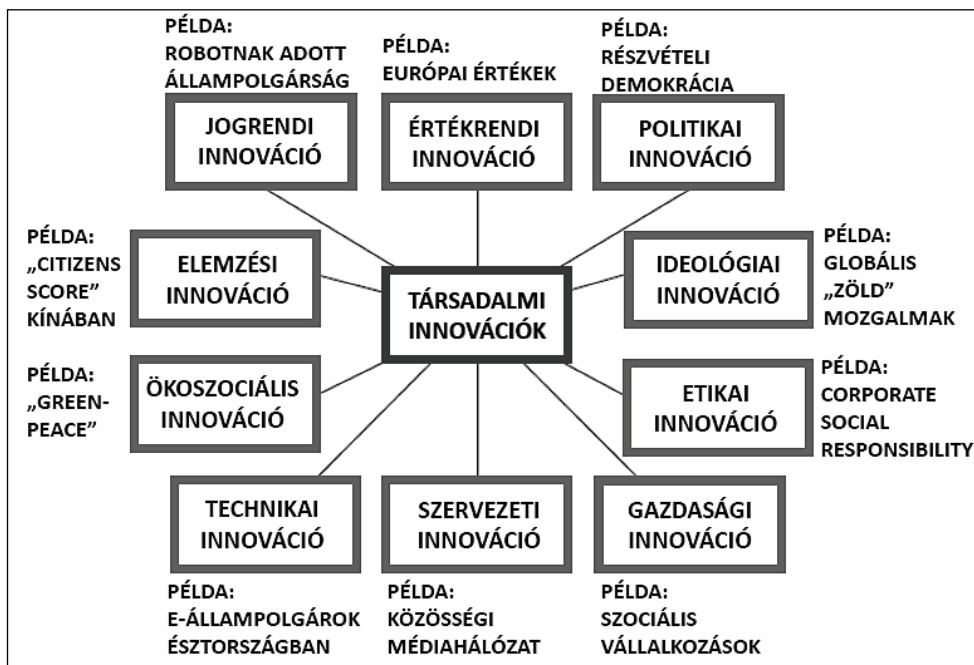 PÉLDA:
ROBOTNAK ADOTT
ÁLLAMPOLGÁRSÁG
JOGRENDI
INNOVÁCIÓ
PÉLDA:
EURÓPAI ÉRTÉKEK
ÉRTÉKRENDI
INNOVÁCIÓ
PÉLDA:
RÉSZVÉTELI
DEMOKRÁCIA
POLITIKAI
INNOVÁCIÓ
PÉLDA:
„CITIZENS
SCORE”
KÍNÁBAN
ELEMZÉSI
INNOVÁCIÓ
TÁRSADALMI
INNOVÁCIÓK
IDEOLÓGIAI
INNOVÁCIÓ
PÉLDA:
GLOBÁLIS
„ZÖLD”
MOZGALMAK
PÉLDA:
„GREEN-
PEACE”
ÖKOSZOCIÁLIS
INNOVÁCIÓ
ETIKAI
INNOVÁCIÓ
PÉLDA:
CORPORATE
SOCIAL
RESPONSIBILITY
TECHNIKAI
INNOVÁCIÓ
PÉLDA:
E-ÁLLAMPOLGÁROK
ÉSZTORSZÁGBAN
SZERVEZETI
INNOVÁCIÓ
PÉLDA:
KÖZÖSSÉGI
MÉDIAHÁLÓZAT
GAZDASÁGI
INNOVÁCIÓ
PÉLDA:
SZOCIÁLIS
VÁLLALKOZÁSOK